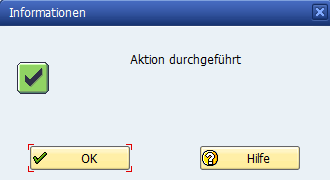 Informationen
Aktion durchgeführt
OK
Hilfe